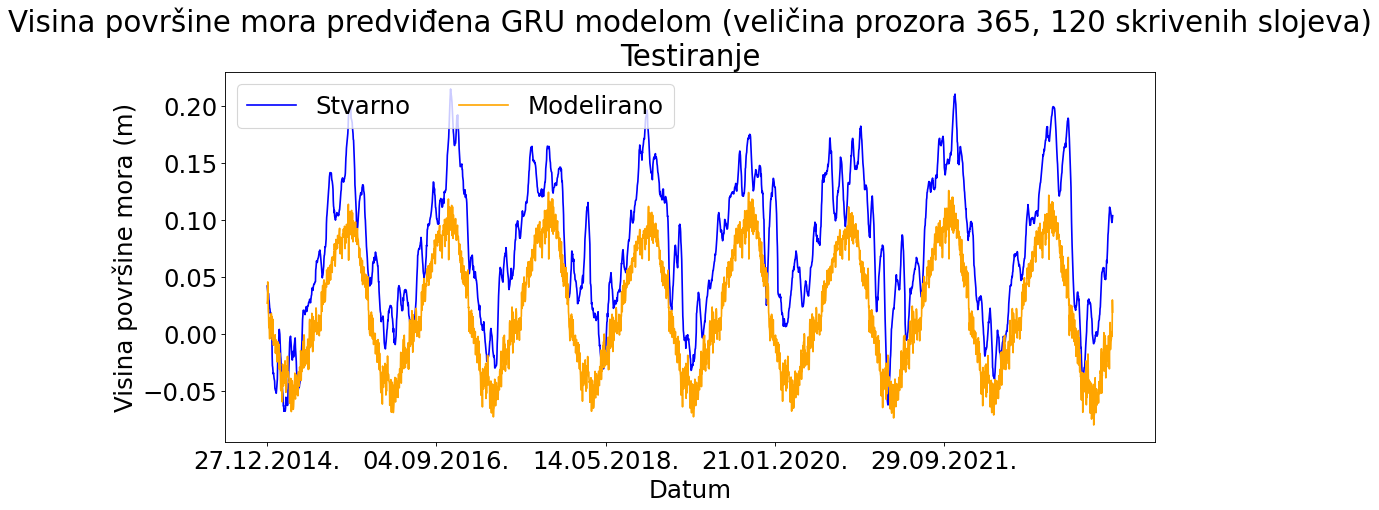 Visina površine mora predviđena GRU modelom (veličina prozora 365, 120 skrivenih slojeva)
Testiranje
Stvarno
Modelirano
Visina površine mora (m)
0.20
0.15
0.10
0.05
0.00
−0.05
27.12.2014.
04.09.2016.
14.05.2018.
21.01.2020.
29.09.2021.
Datum